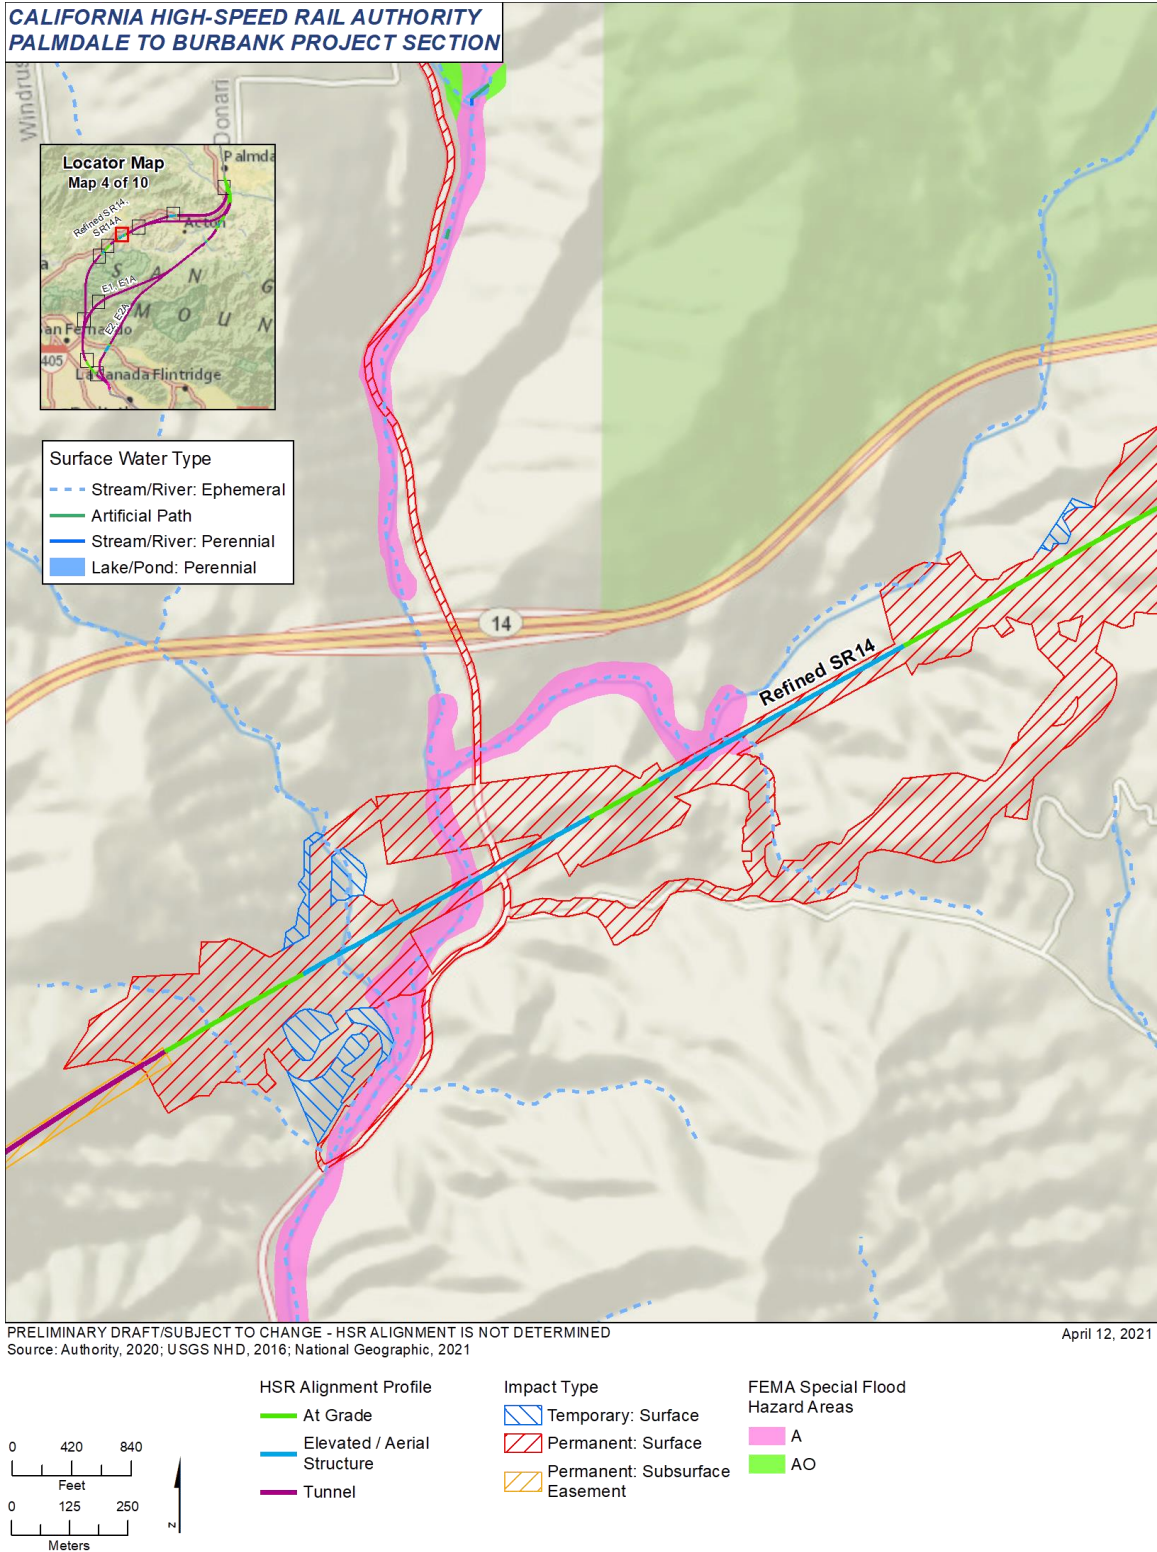 CALIFORNIA HIGH-SPEED RAIL AUTHORITY
PALMDALE TO BURBANK PROJECT SECTION
Windrus
Donari
Locator Map
Map 4 of 10
Palmda
Refined SR14,
SR14A
Acton
a
S A N
G
E1, E1A
M O U N
E2, E2A
an Fernando
405
La Canada Flintridge
Surface Water Type
Stream/River: Ephemeral
Artificial Path
Stream/River: Perennial
Lake/Pond: Perennial
14
Refined SR14
PRELIMINARY DRAFT/SUBJECT TO CHANGE - HSR ALIGNMENT IS NOT DETERMINED
April 12, 2021
Source: Authority, 2020; USGS NHD, 2016; National Geographic, 2021
HSR Alignment Profile
At Grade
Elevated / Aerial
Structure
Tunnel
Impact Type
Temporary: Surface
Permanent: Surface
Permanent: Subsurface
Easement
FEMA Special Flood
Hazard Areas
A
AO
0 420 840
Feet
0 125 250
Meters
N